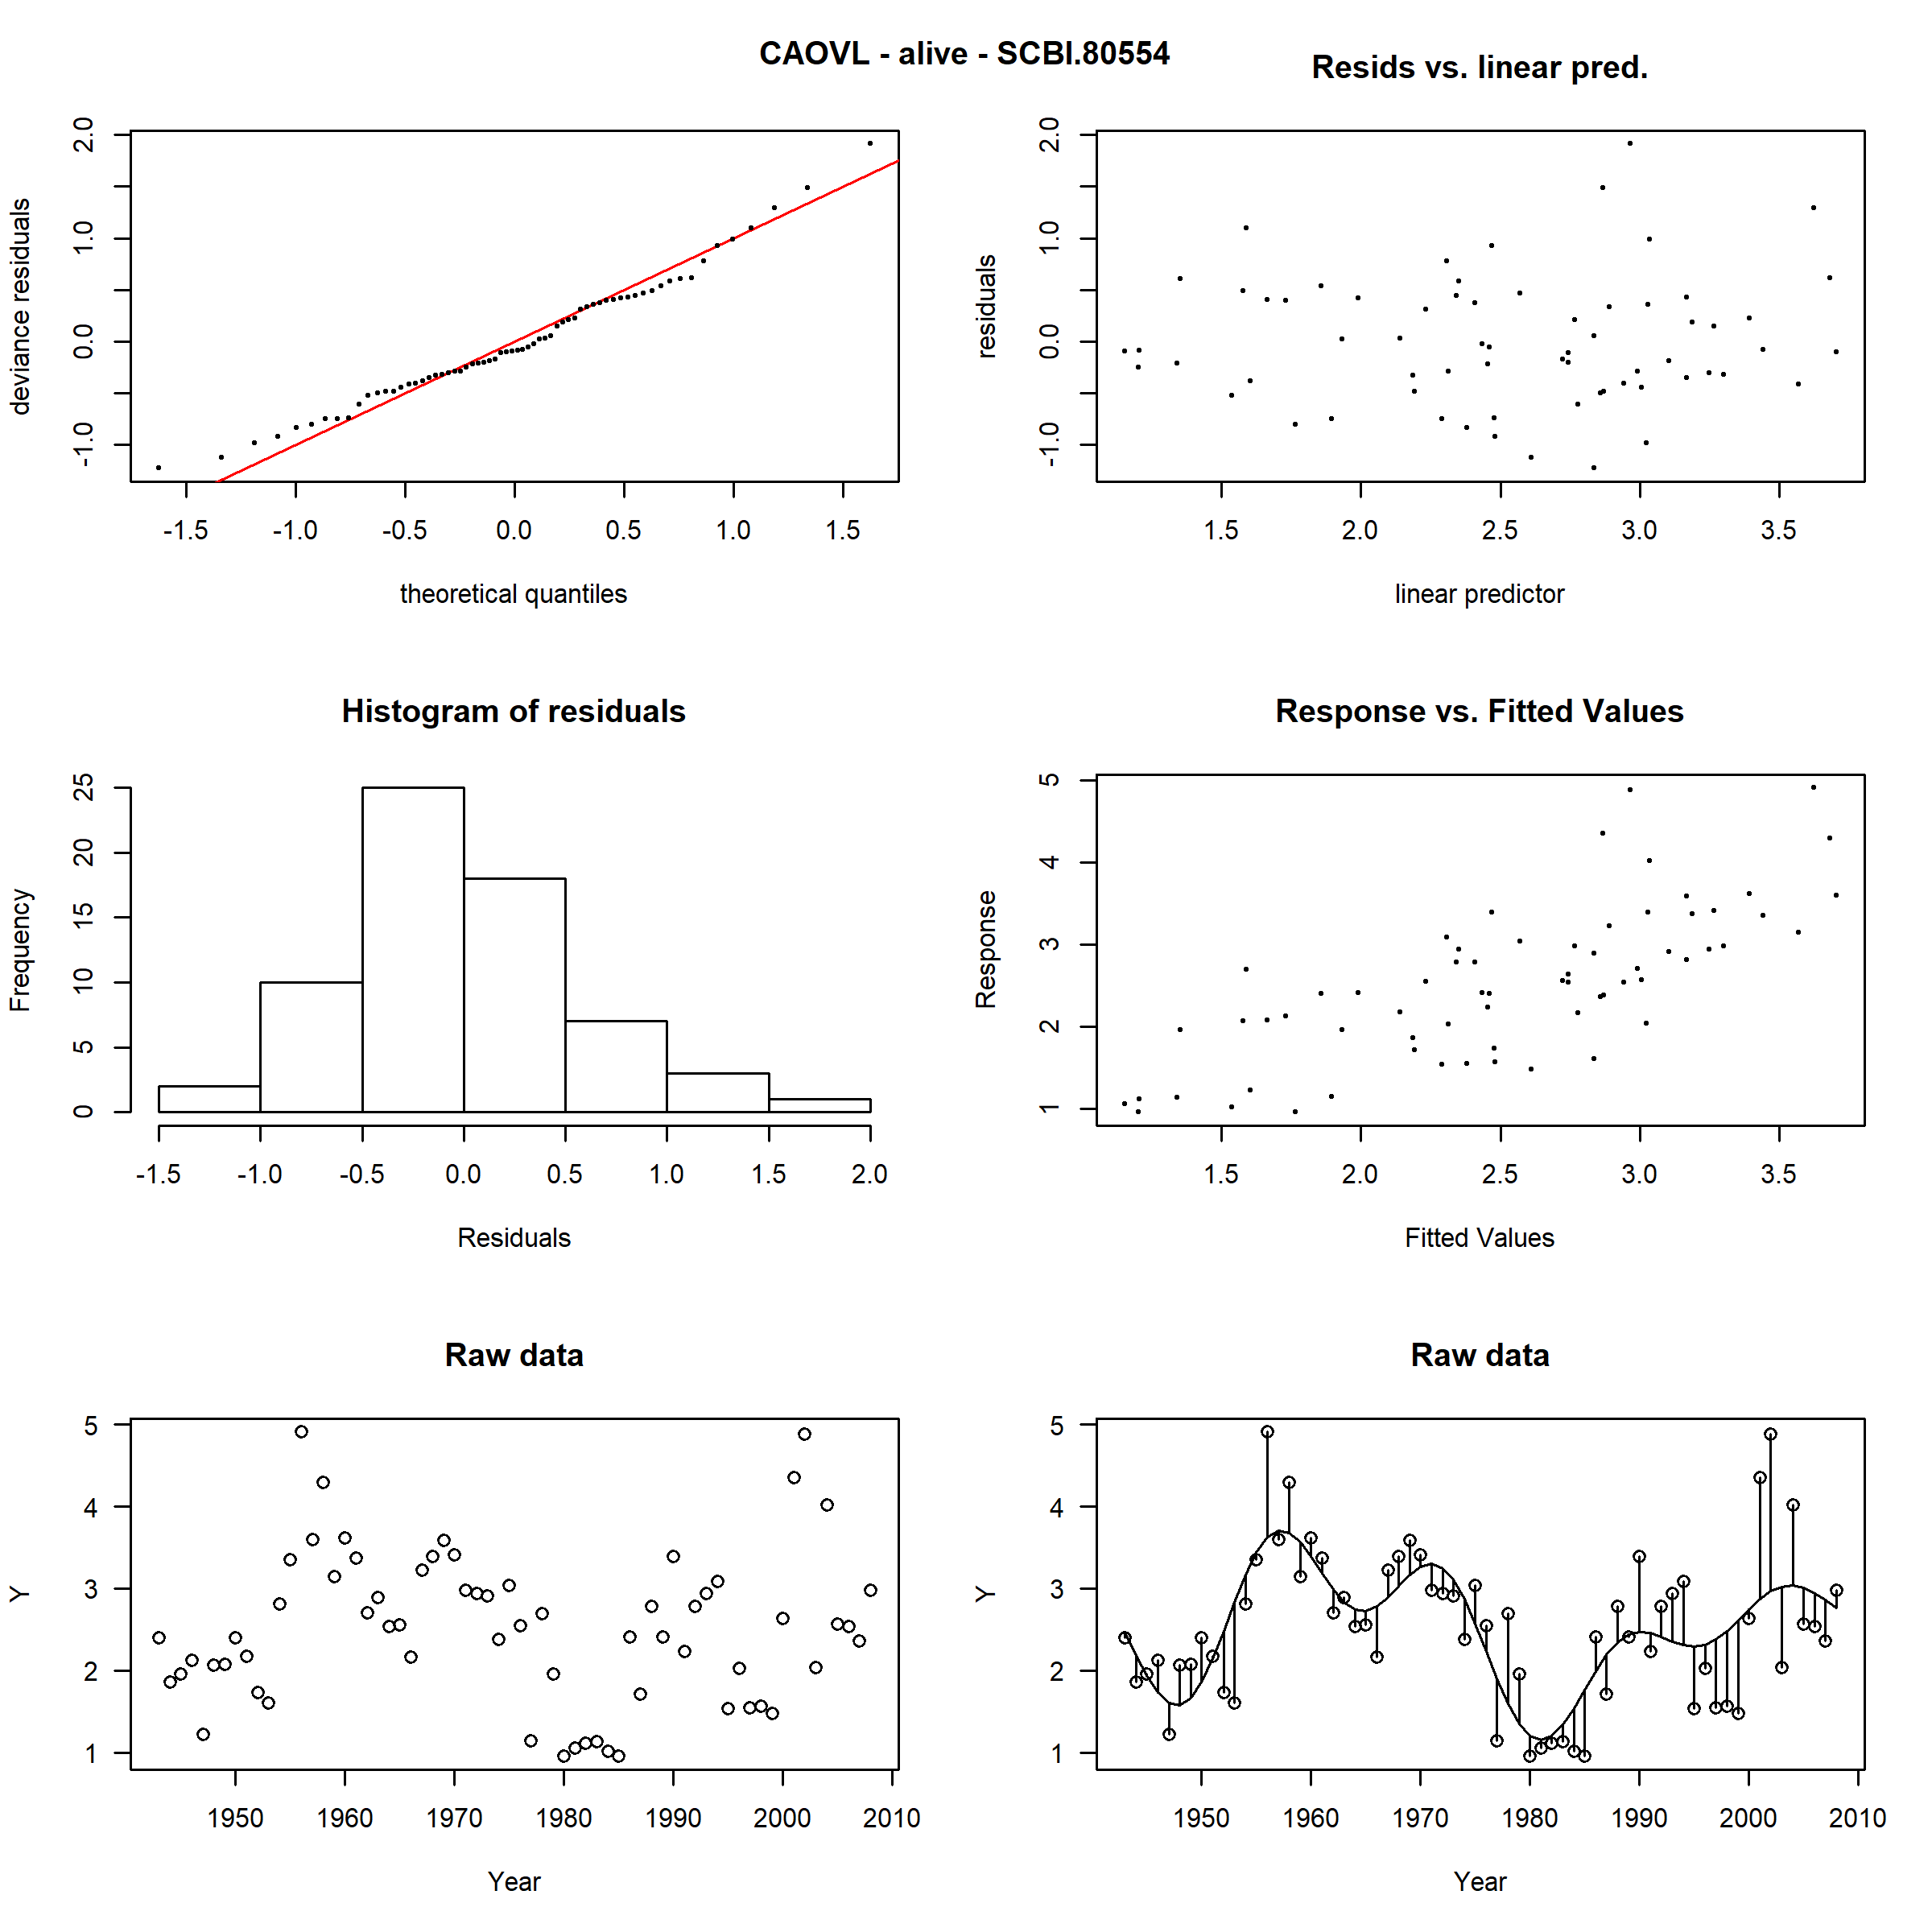 CAOVL - alive - SCBI.80554
Resids vs. linear pred.
deviance residuals
-1.0 0.0 1.0 2.0
-1.5 -1.0 -0.5 0.0 0.5 1.0 1.5
theoretical quantiles
residuals
-1.0 0.0 1.0 2.0
1.5 2.0 2.5 3.0 3.5
linear predictor
Histogram of residuals
Frequency
0 5 10 15 20 25
-1.5 -1.0 -0.5 0.0 0.5 1.0 1.5 2.0
Residuals
Response vs. Fitted Values
Response
1 2 3 4 5
1.5 2.0 2.5 3.0 3.5
Fitted Values
Raw data
Y
5
4
3
2
1
1950 1960 1970 1980 1990 2000 2010
Year
Raw data
Y
5
4
3
2
1
1950 1960 1970 1980 1990 2000 2010
Year